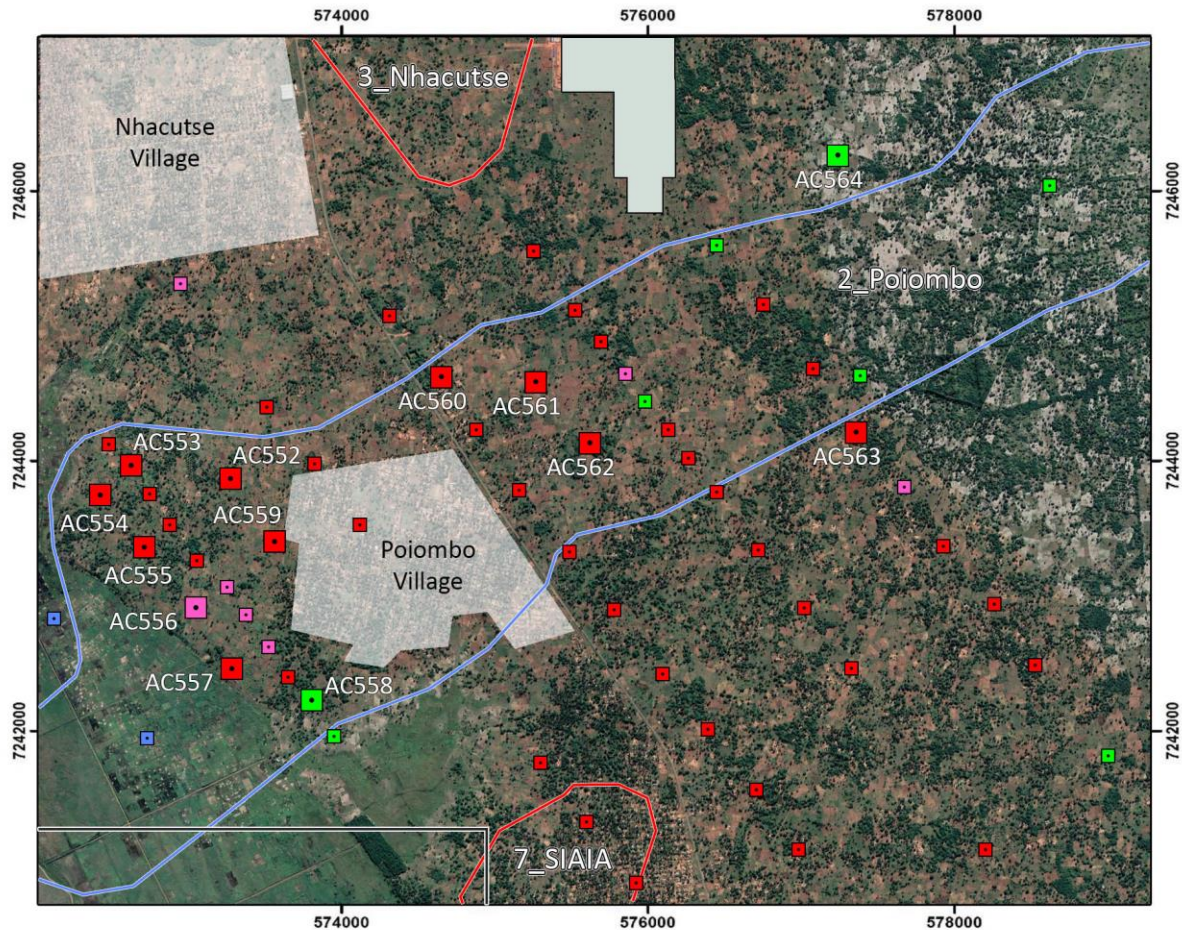 574000
576000
578000
3_Nhacutse
Nhacutse
Village
7246000
7246000
AC564
2_Poiombo
AC560
AC561
AC553
AC552
AC562
AC563
7244000
7244000
AC554
AC559
AC555
Poiombo
Village
AC556
AC557
AC558
7242000
7242000
7_SIAIA
574000
576000
578000